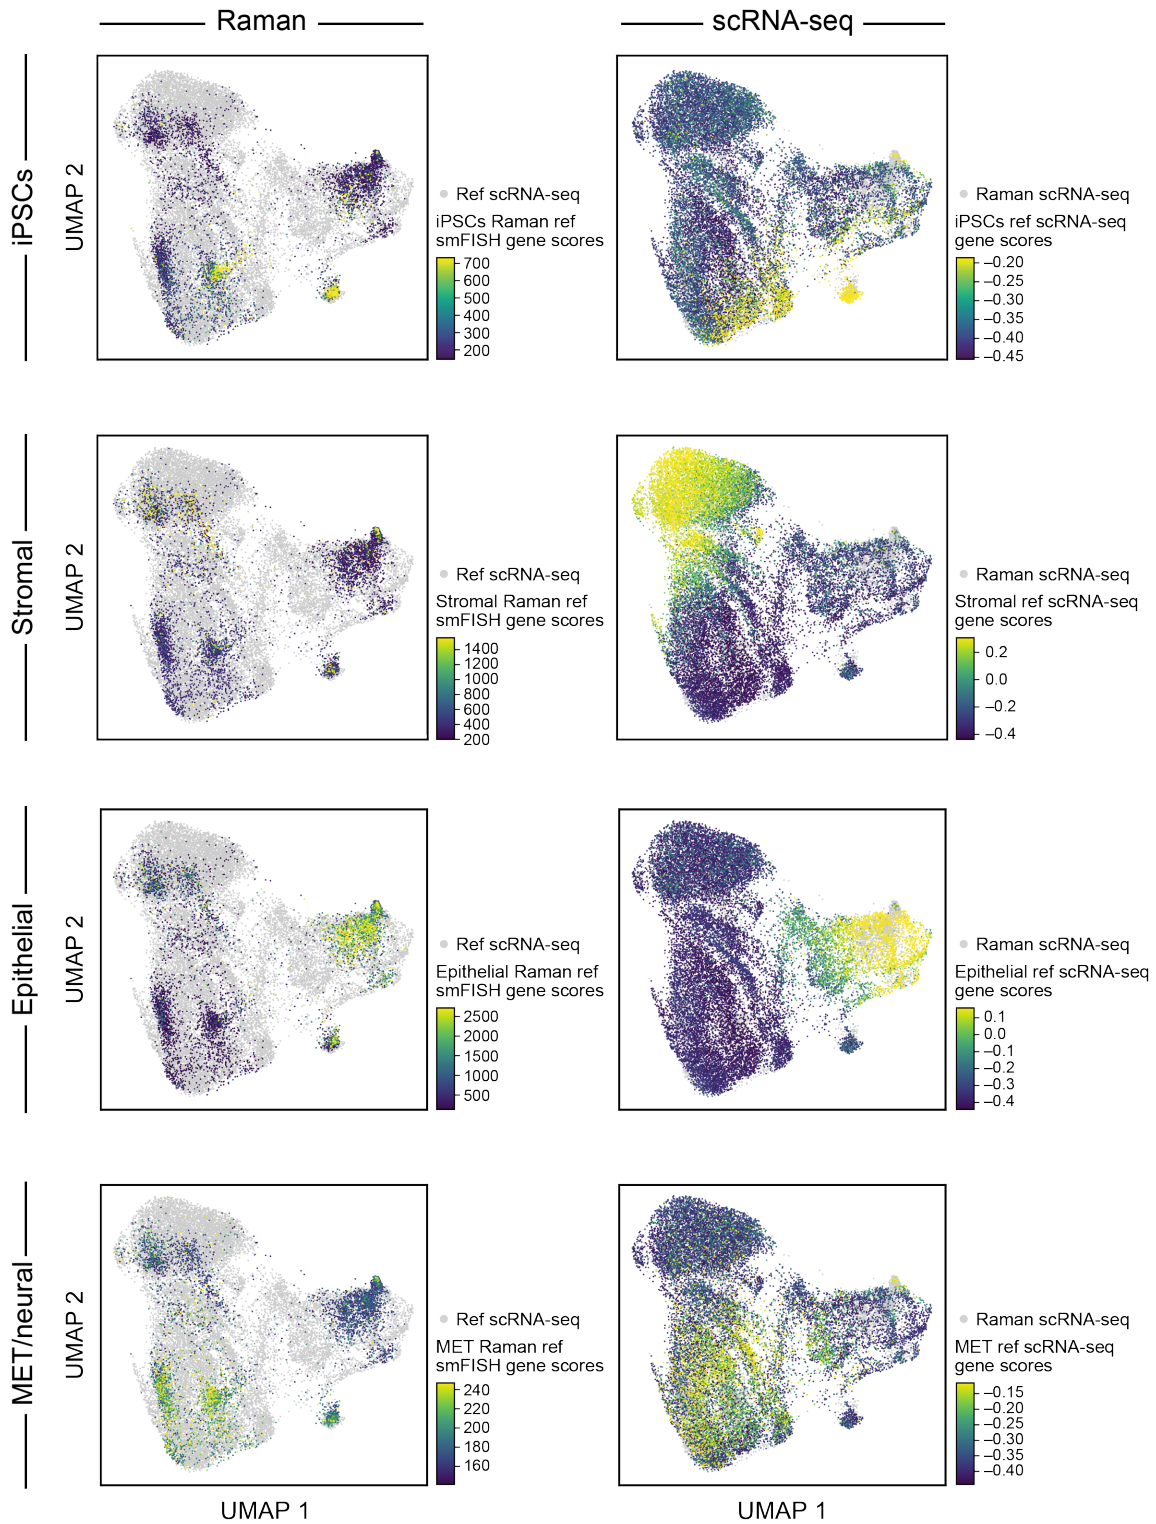 Raman
scRNA-seq
iPSCs
UMAP 2
Ref scRNA-seq
iPSCs Raman ref
smFISH gene scores
700
600
500
400
300
200
Raman scRNA-seq
iPSCs ref scRNA-seq
gene scores
−0.20
−0.25
−0.30
−0.35
−0.40
−0.45
Stromal
UMAP 2
Ref scRNA-seq
Stromal Raman ref
smFISH gene scores
1400
1200
1000
800
600
400
200
Raman scRNA-seq
Stromal ref scRNA-seq
gene scores
0.2
0.0
−0.2
−0.4
Epithelial
UMAP 2
Ref scRNA-seq
Epithelial Raman ref
smFISH gene scores
2500
2000
1500
1000
500
Raman scRNA-seq
Epithelial ref scRNA-seq
gene scores
0.1
0.0
−0.1
−0.2
−0.3
−0.4
MET/neural
UMAP 2
Ref scRNA-seq
MET Raman ref
smFISH gene scores
240
220
200
180
160
Raman scRNA-seq
MET ref scRNA-seq
gene scores
−0.15
−0.20
−0.25
−0.30
−0.35
−0.40
UMAP 1
UMAP 1